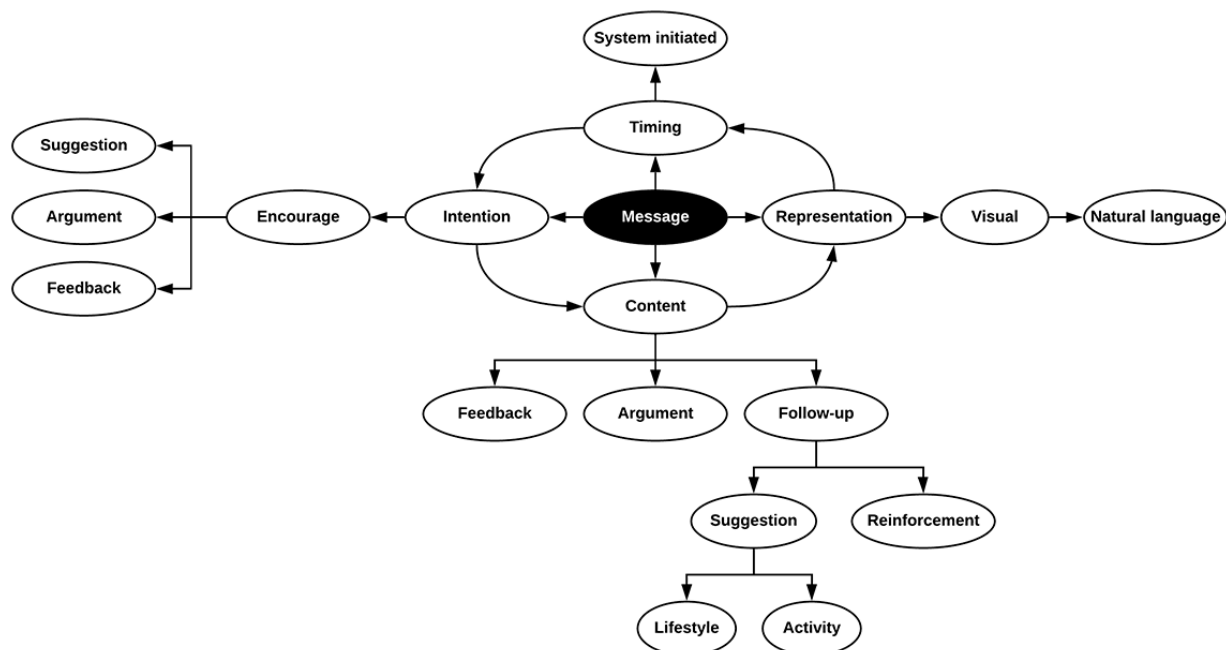 System initiated
Timing
Suggestion
Argument
Encourage
Intention
Message
Representation
Visual
Natural language
Feedback
Content
Feedback
Argument
Follow-up
Suggestion
Reinforcement
Lifestyle
Activity